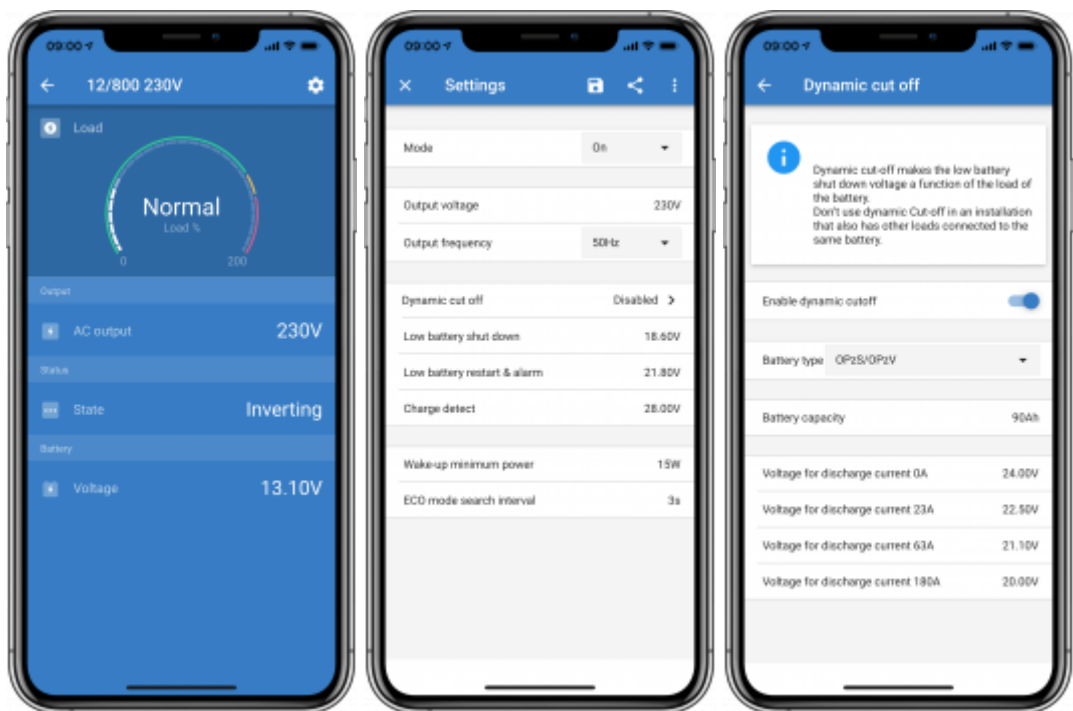 09:00
12/800 230V
Load
Normal
Load %
0
200
Output
AC output
230V
Status
State
Inverting
Battery
Voltage
13.10V
09:00
Settings
Mode
On
Output voltage
230V
Output frequency
50Hz
Dynamic cut off
Disabled
Low battery shut down
18.60V
Low battery restart & alarm
21.80V
Charge detect
28.00V
Wake-up minimum power
15W
ECO mode search interval
3s
09:00
Dynamic cut off
Dynamic cut-off makes the low battery
shut down voltage a function of the load of
the battery.
Don't use dynamic Cut-off in an installation
that also has other loads connected to the
same battery.
Enable dynamic cutoff
Battery type
OPzS/OPzV
Battery capacity
90Ah
Voltage for discharge current 0A
24.00V
Voltage for discharge current 23A
22.50V
Voltage for discharge current 63A
21.10V
Voltage for discharge current 180A
20.00V